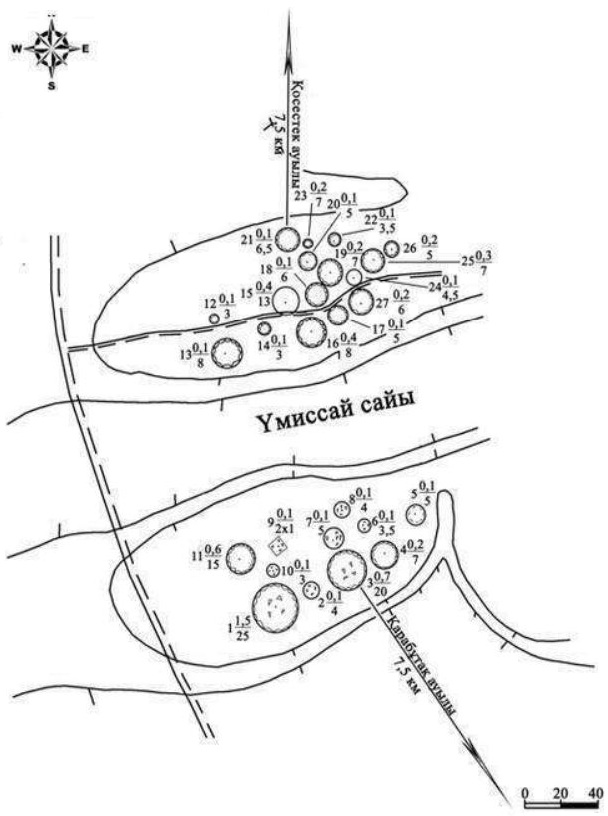 N
W E
S
Қосестек ауылы
7,5 км
23 0,2/7
20 0,1/5
22 0,1/3,5
21 0,1/6,5
19 0,2/7
26 0,2/5
25 0,3/7
18 0,1/6
24 0,1/4,5
15 0,4/13
12 0,1/3
27 0,2/6
17 0,1/5
14 0,1/3
16 0,4/8
13 0,1/8
Үмиссай сайы
8 0,1/4
5 0,1/5
9 0,1/2x1
7 0,1/5
6 0,1/3,5
11 0,6/15
4 0,2/7
10 0,1/3
3 0,7/20
2 0,1/4
1 1,5/25
Қарабутақ ауылы
7,5 км
0 20 40